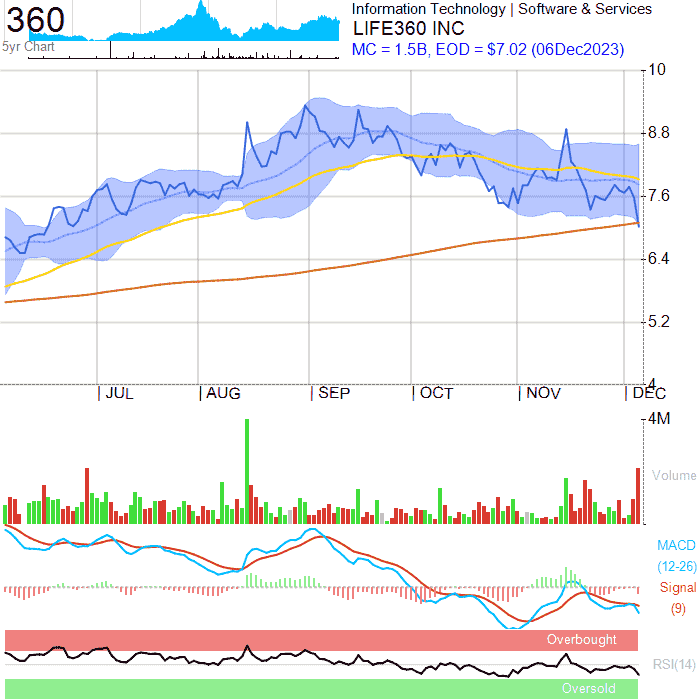 360
5yr Chart
Information Technology | Software & Services
LIFE360 INC
MC = 1.5B, EOD = $7.02 (06Dec2023)
10
8.8
7.6
6.4
5.2
4
JUL
AUG
SEP
OCT
NOV
DEC
4M
Volume
MACD
(12-26)
Signal
(9)
Overbought
RSI(14)
Oversold